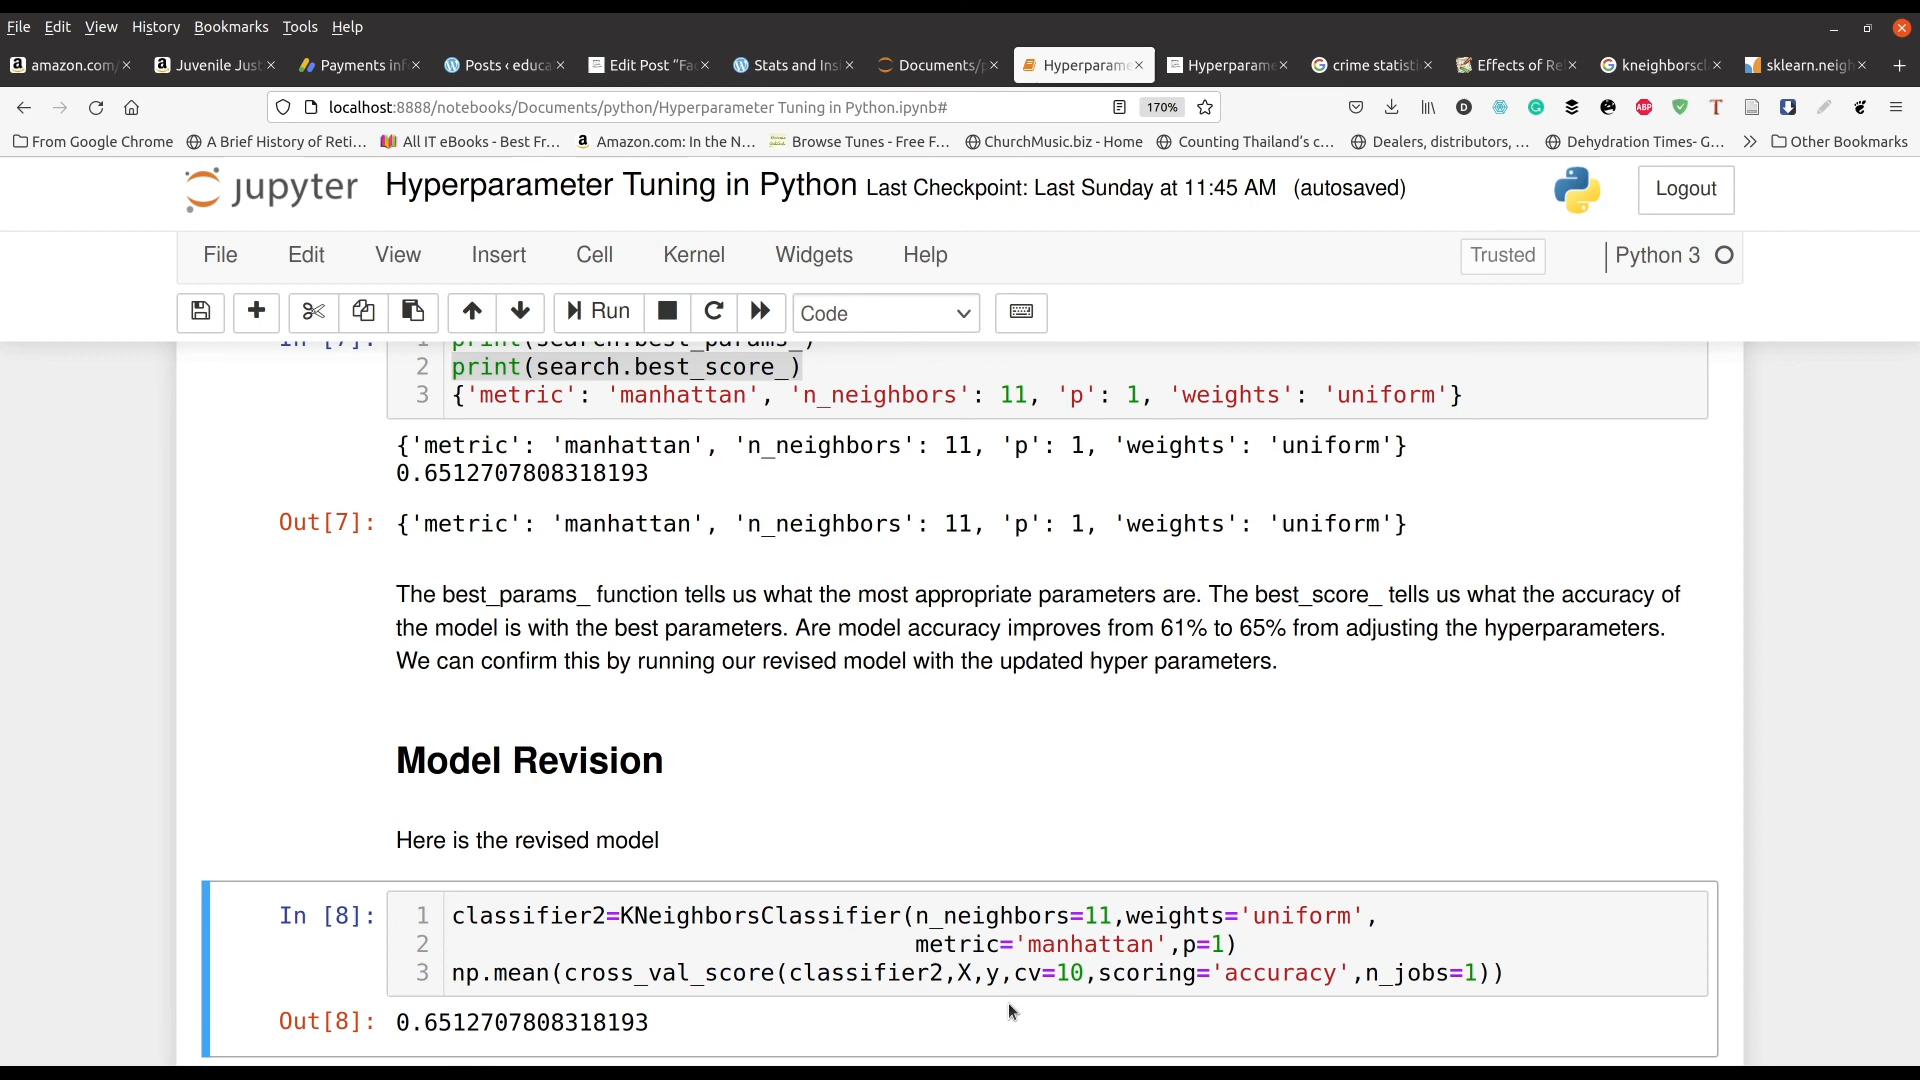 File Edit View History Bookmarks Tools Help
amazon.com Juvenile Just Payments inf Posts ‹ educa Edit Post “Fa Stats and Insi Documents/p Hyperparame Hyperparame crime statisti Effects of Re kneighborscl sklearn.neigh
localhost:8888/notebooks/Documents/python/Hyperparameter Tuning in Python.ipynb# 170%
From Google Chrome A Brief History of Reti... All IT eBooks - Best Fr... Amazon.com: In the N... Browse Tunes - Free F... ChurchMusic.biz - Home Counting Thailand’s c... Dealers, distributors, ... Dehydration Times- G... Other Bookmarks
jupyter Hyperparameter Tuning in Python Last Checkpoint: Last Sunday at 11:45 AM (autosaved) Logout
File Edit View Insert Cell Kernel Widgets Help Trusted Python 3
Run Code
In [7]: 1 print(search.best_params_)
2 print(search.best_score_)
3 {'metric': 'manhattan', 'n_neighbors': 11, 'p': 1, 'weights': 'uniform'}
{'metric': 'manhattan', 'n_neighbors': 11, 'p': 1, 'weights': 'uniform'}
0.6512707808318193
Out[7]: {'metric': 'manhattan', 'n_neighbors': 11, 'p': 1, 'weights': 'uniform'}
The best_params_ function tells us what the most appropriate parameters are. The best_score_ tells us what the accuracy of
the model is with the best parameters. Are model accuracy improves from 61% to 65% from adjusting the hyperparameters.
We can confirm this by running our revised model with the updated hyper parameters.
Model Revision
Here is the revised model
In [8]: 1 classifier2=KNeighborsClassifier(n_neighbors=11,weights='uniform',
2 metric='manhattan',p=1)
3 np.mean(cross_val_score(classifier2,X,y,cv=10,scoring='accuracy',n_jobs=1))
Out[8]: 0.6512707808318193